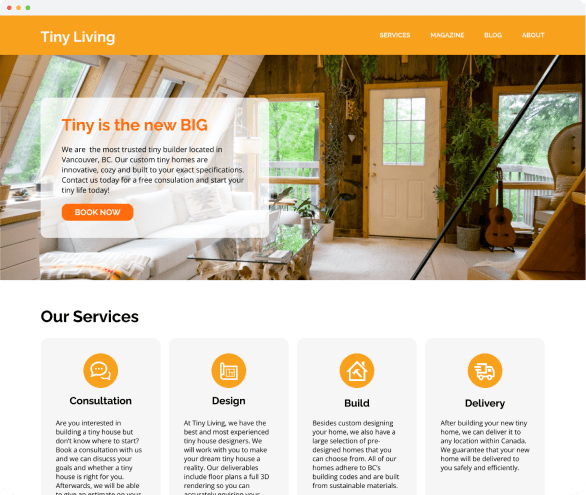 Tiny Living
SERVICES MAGAZINE BLOG ABOUT
Tiny is the new BIG
We are the most trusted tiny builder located in
Vancouver, BC. Our custom tiny homes are
innovative, cozy and built to your exact specifications.
Contact us today for a free consulation and start your
tiny life today!
BOOK NOW
Our Services
Consultation
Are you interested in
building a tiny house but
don't know where to start?
Book a consultation with us
and we can disucss your
goals and whether a tiny
house is right for you.
Afterwards, we will be able
to give an estimate on your
Design
At Tiny Living, we have the
best and most experienced
tiny house designers. We
will work with you to make
your dream tiny house a
reality. Our deliverables
include floor plans a full 3D
rendering so you can
accurately envision your
Build
Besides custom designing
your home, we also have a
large selection of pre-
designed homes that you
can choose from. All of our
homes adhere to BC's
building codes and are built
from sustainable materials.
Delivery
After building your new tiny
home, we can deliver it to
any location within Canada.
We guarantee that your new
home will be delivered to
you safely and efficiently.